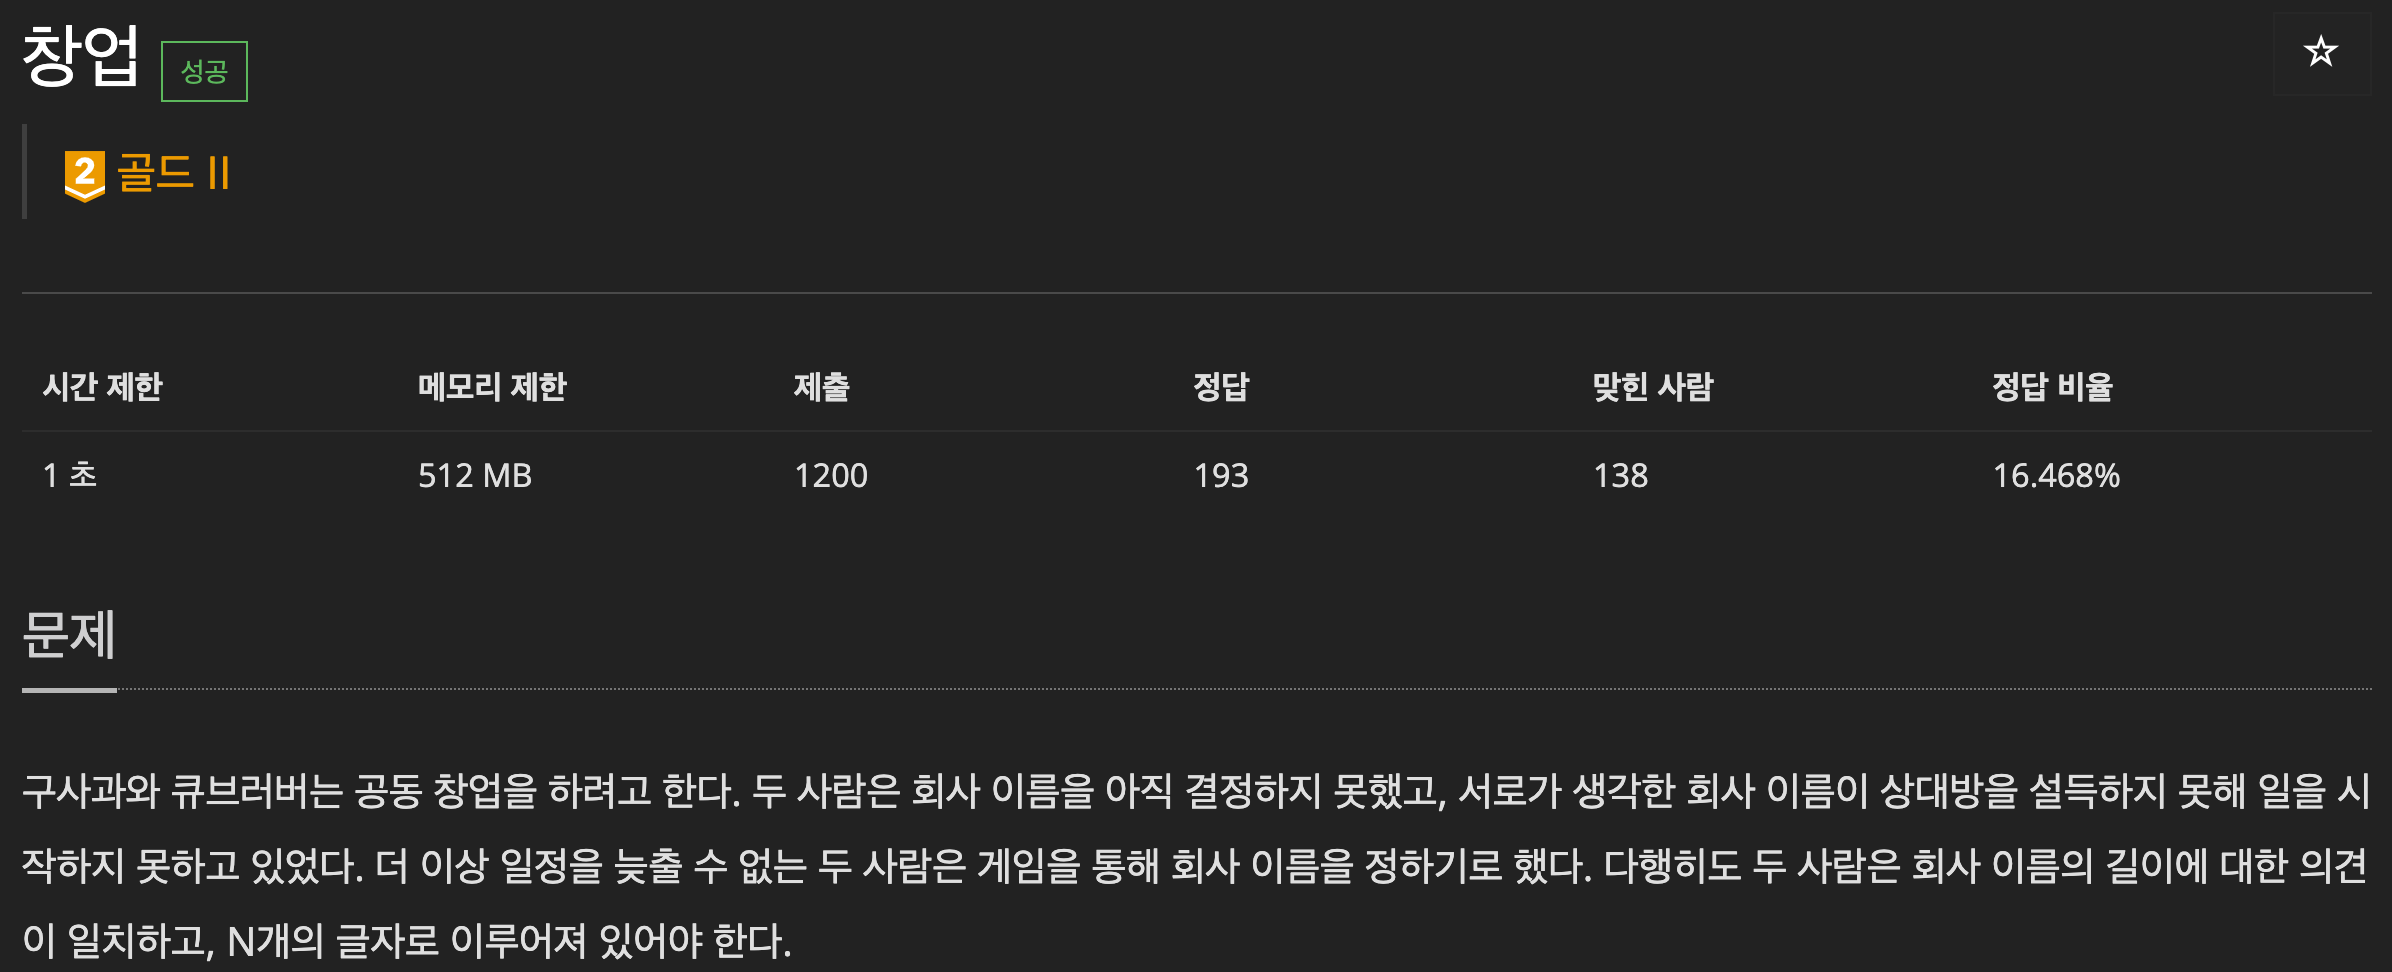 창업 성공
2 골드 II
시간 제한 메모리 제한 제출 정답 맞힌 사람 정답 비율
1 초 512 MB 1200 193 138 16.468%
문제
구사과와 큐브러버는 공동 창업을 하려고 한다. 두 사람은 회사 이름을 아직 결정하지 못했고, 서로가 생각한 회사 이름이 상대방을 설득하지 못해 일을 시
작하지 못하고 있었다. 더 이상 일정을 늦출 수 없는 두 사람은 게임을 통해 회사 이름을 정하기로 했다. 다행히도 두 사람은 회사 이름의 길이에 대한 의견
이 일치하고, N개의 글자로 이루어져 있어야 한다.